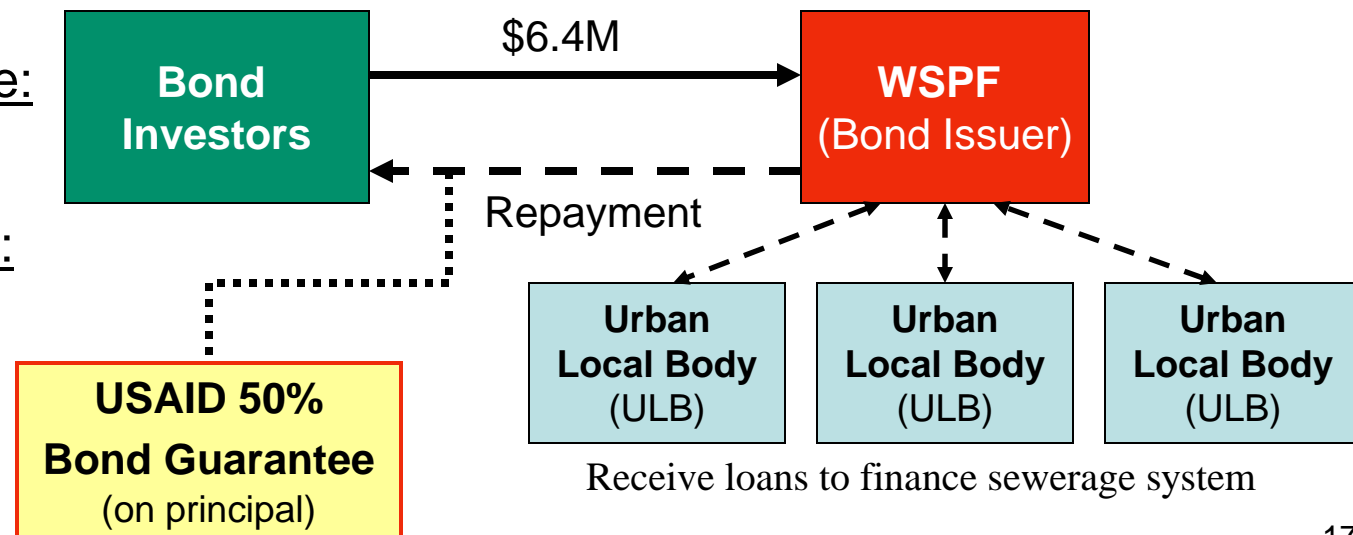 e:
:
Bond
Investors
$6.4M
WSPF
(Bond Issuer)
Repayment
USAID 50%
Bond Guarantee
(on principal)
Urban
Local Body
(ULB)
Urban
Local Body
(ULB)
Urban
Local Body
(ULB)
Receive loans to finance sewerage system
17